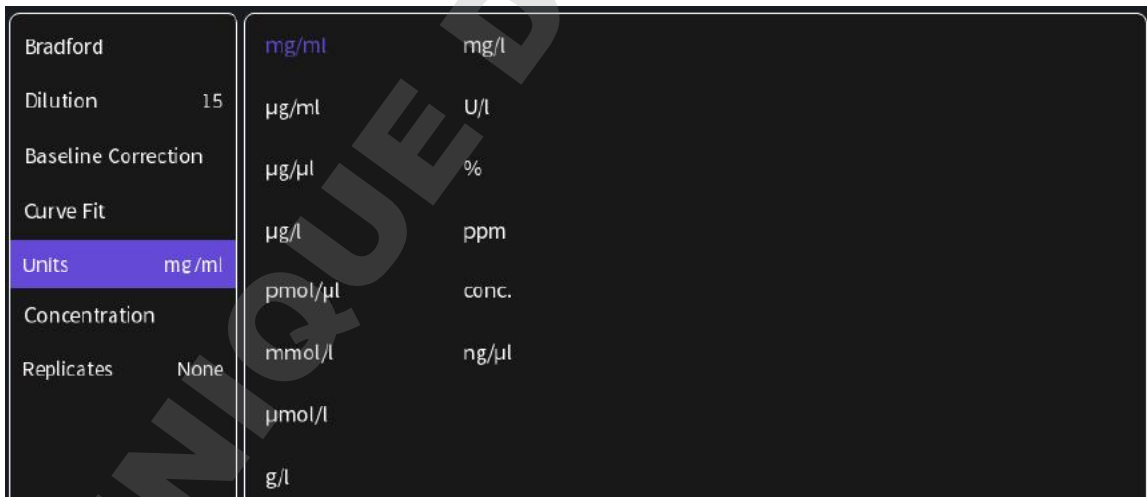 Bradford
Dilution 15
Baseline Correction
Curve Fit
Units mg/ml
Concentration
Replicates None
mg/ml mg/l
µg/ml U/l
µg/µl %
µg/l ppm
pmol/µl conc.
mmol/l ng/µl
µmol/l
g/l
NIQUE D